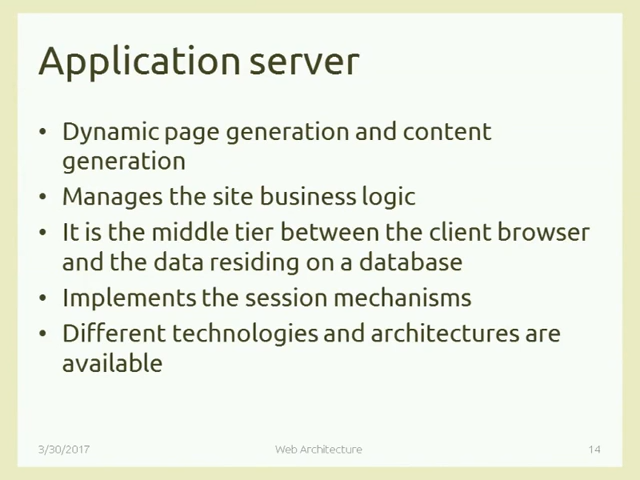 Application server
• Dynamic page generation and content
generation
• Manages the site business logic
• It is the middle tier between the client browser
and the data residing on a database
• Implements the session mechanisms
• Different technologies and architectures are
available
3/30/2017 Web Architecture 14